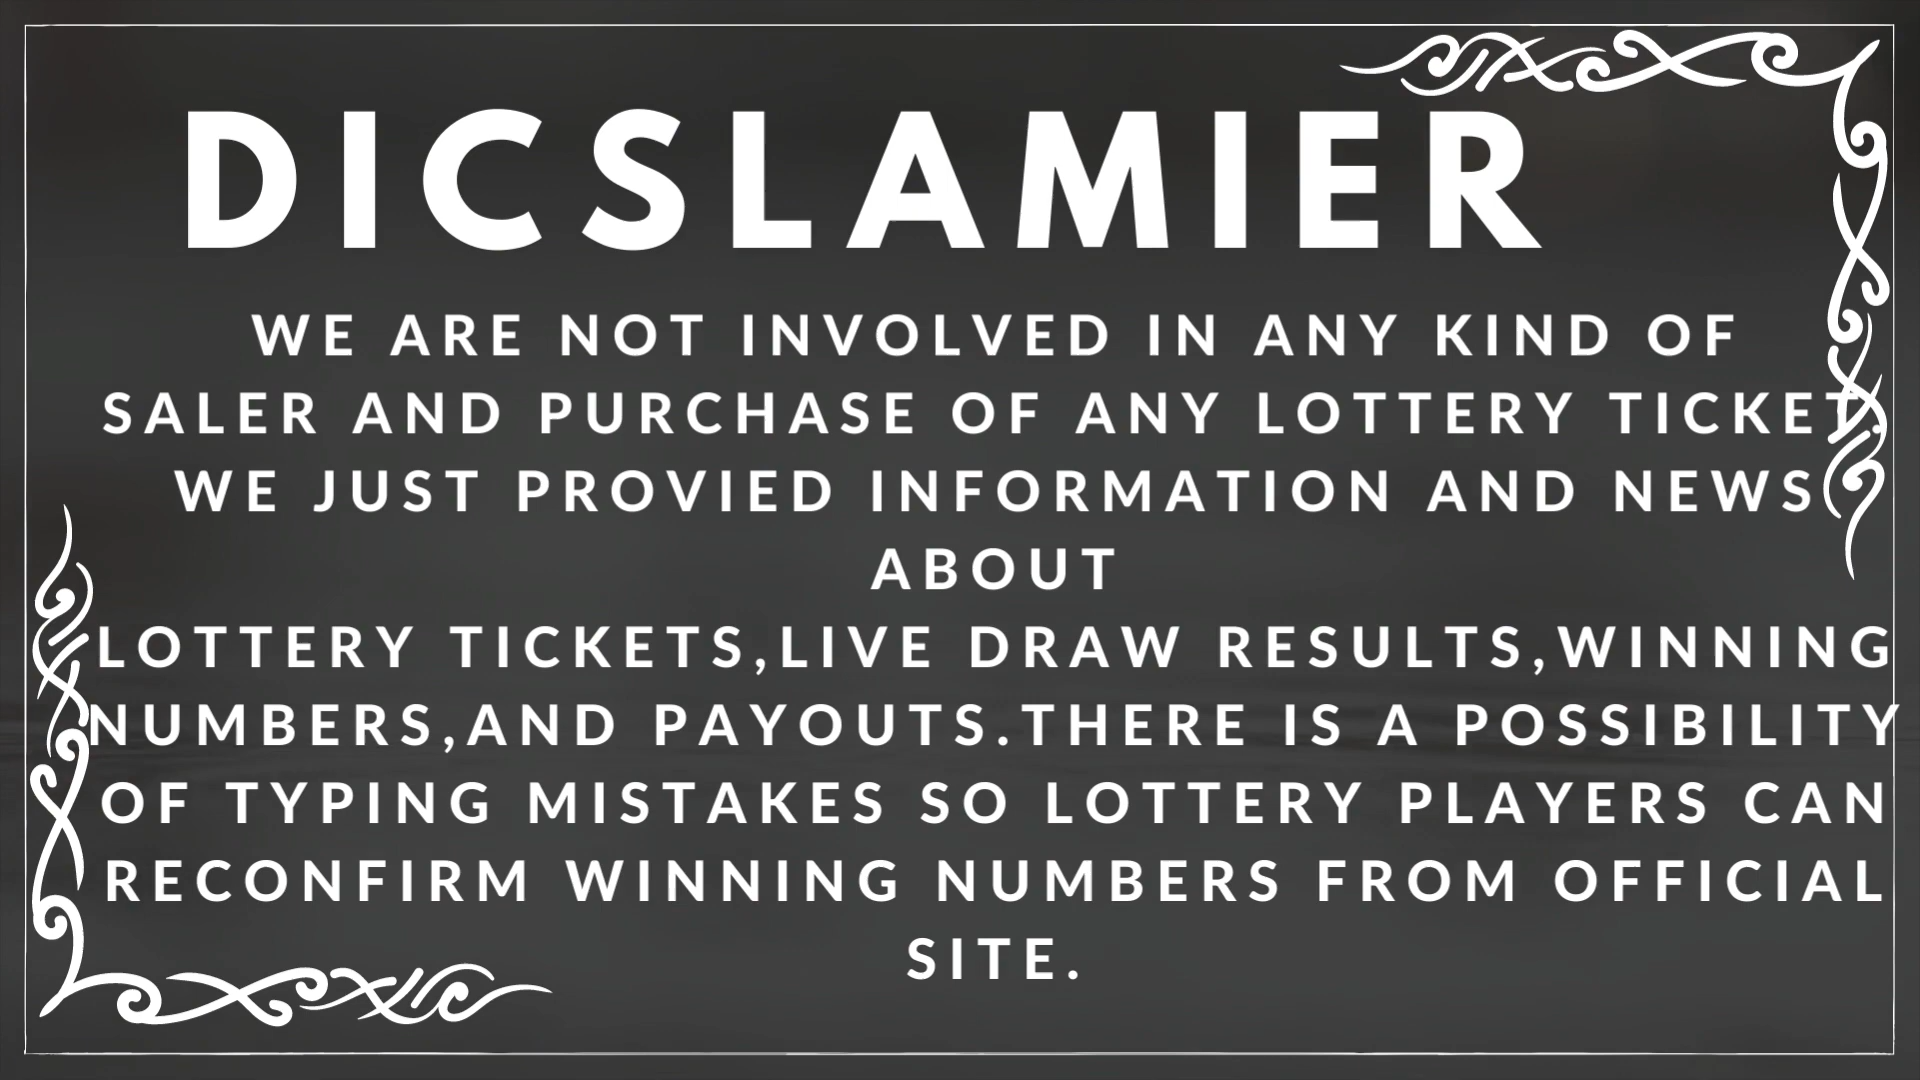 DICSLAMIER
WE ARE NOT INVOLVED IN ANY KIND OF
SALER AND PURCHASE OF ANY LOTTERY TICKET.
WE JUST PROVIED INFORMATION AND NEWS
ABOUT
LOTTERY TICKETS,LIVE DRAW RESULTS,WINNING
NUMBERS,AND PAYOUTS.THERE IS A POSSIBILITY
OF TYPING MISTAKES SO LOTTERY PLAYERS CAN
RECONFIRM WINNING NUMBERS FROM OFFICIAL
SITE.